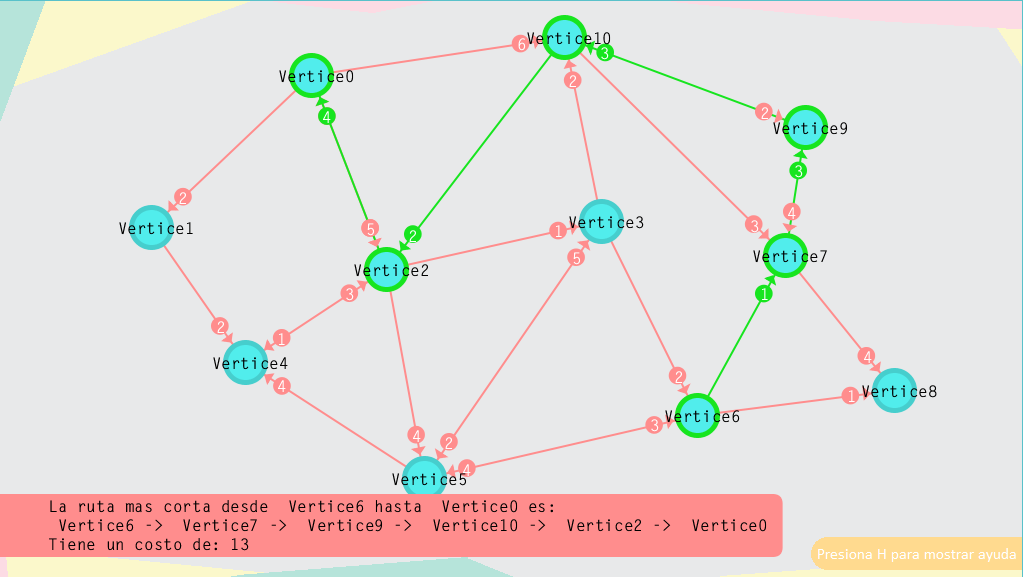 6
Vertice10
3
Vertice0
2
4
2
Vertice9
3
2
4
Vertice1
5
2
1
Vertice3
3
Vertice7
5
Vertice2
3
1
2
1
Vertice4
4
4
2
1
Vertice8
3
Vertice6
4
2
4
Vertice5
La ruta mas corta desde Vertice6 hasta Vertice0 es:
Vertice6 -> Vertice7 -> Vertice9 -> Vertice10 -> Vertice2 -> Vertice0
Tiene un costo de: 13
Presiona H para mostrar ayuda